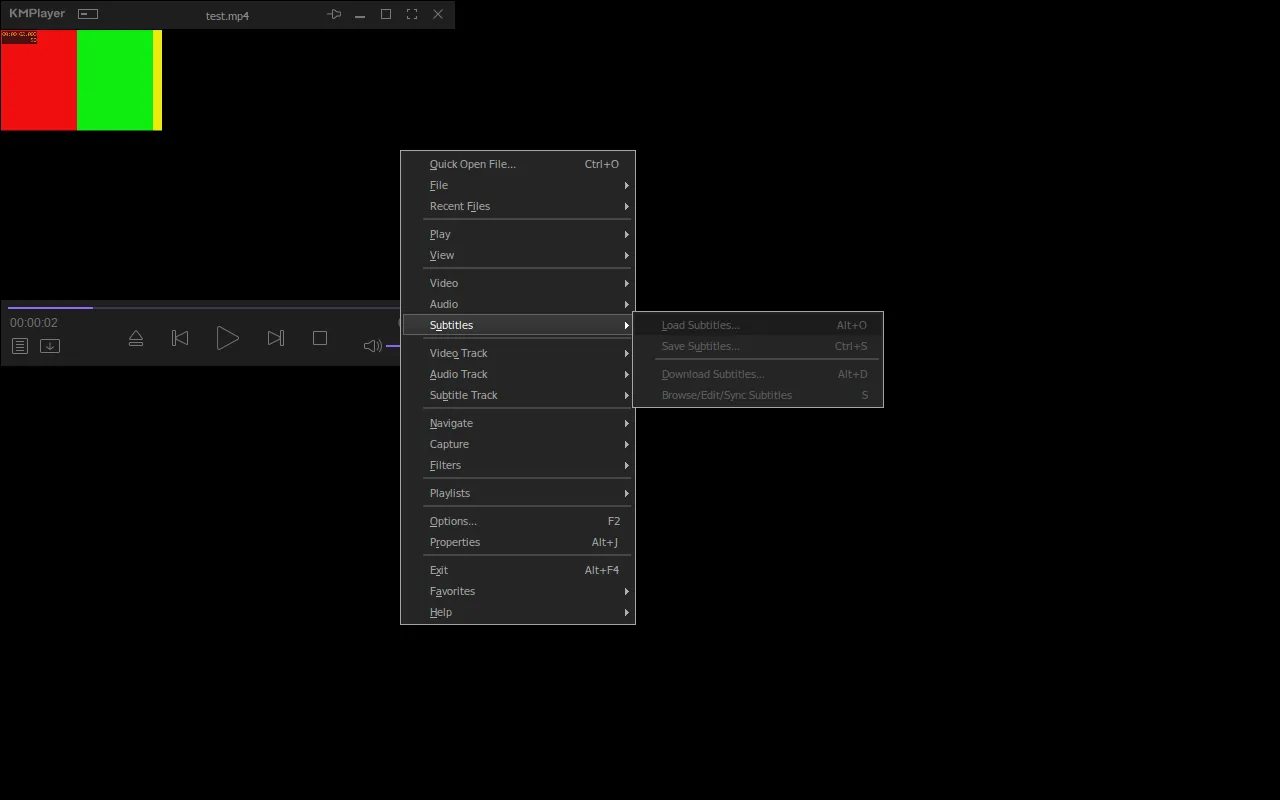 KMPlayer
test.mp4
Quick Open File... Ctrl+O
File
Recent Files
Play
View
Video
Audio
Subtitles
Load Subtitles... Alt+O
Save Subtitles... Ctrl+S
Download Subtitles... Alt+D
Browse/Edit/Sync Subtitles S
00:00:02
Video Track
Audio Track
Subtitle Track
Navigate
Capture
Filters
Playlists
Options... F2
Properties Alt+J
Exit Alt+F4
Favorites
Help